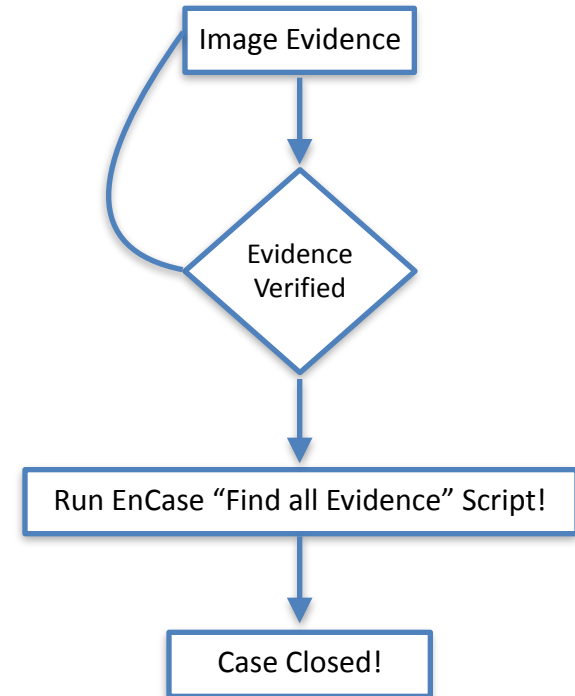 Image Evidence
Evidence
Verified
Run EnCase “Find all Evidence” Script!
Case Closed!